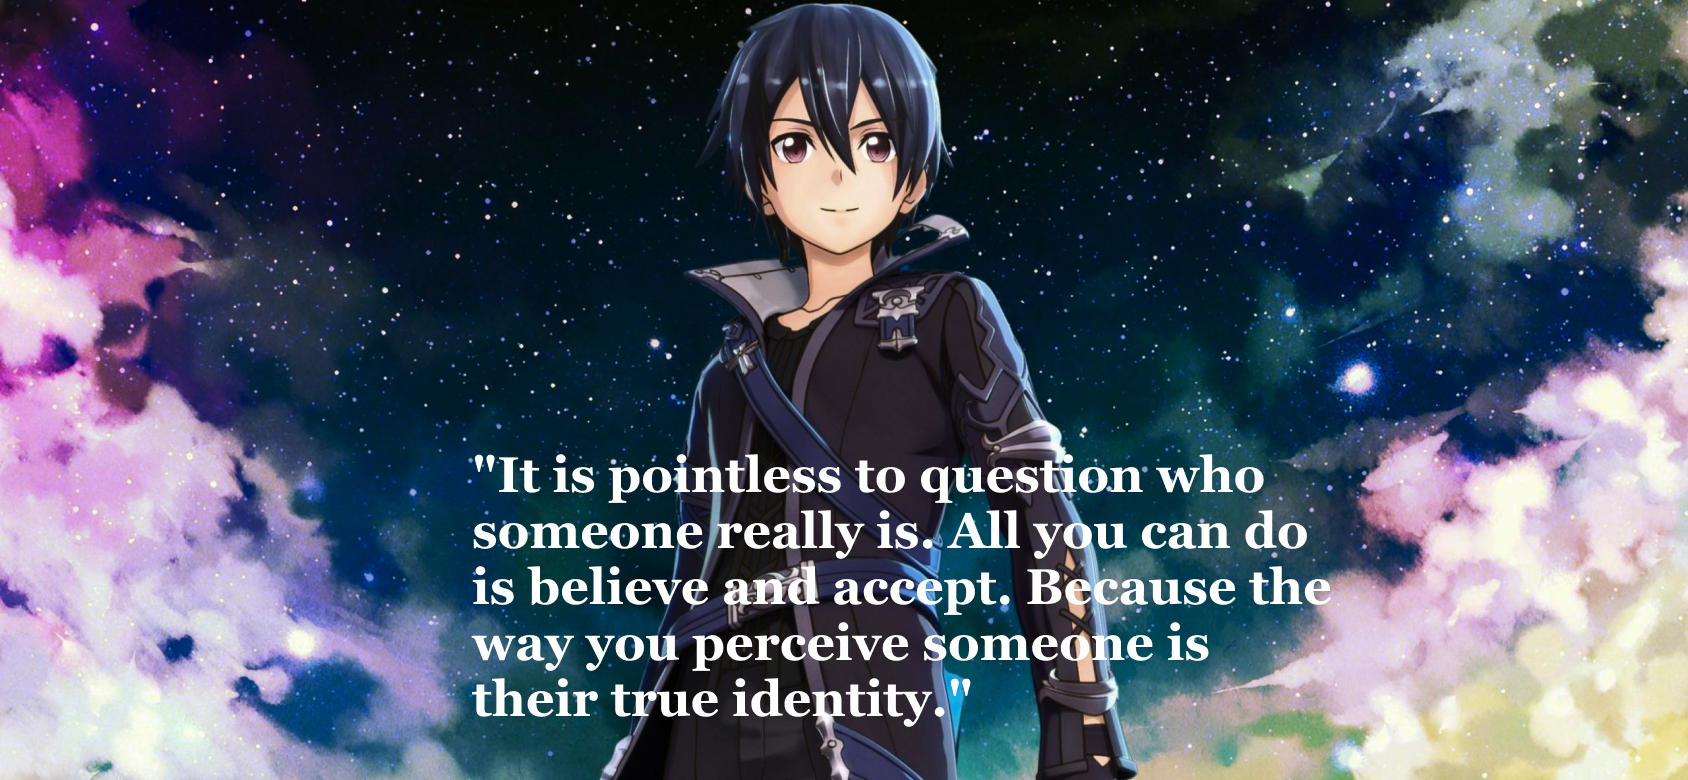 "It is pointless to question who
someone really is. All you can do
is believe and accept. Because the
way you perceive someone is
their true identity."